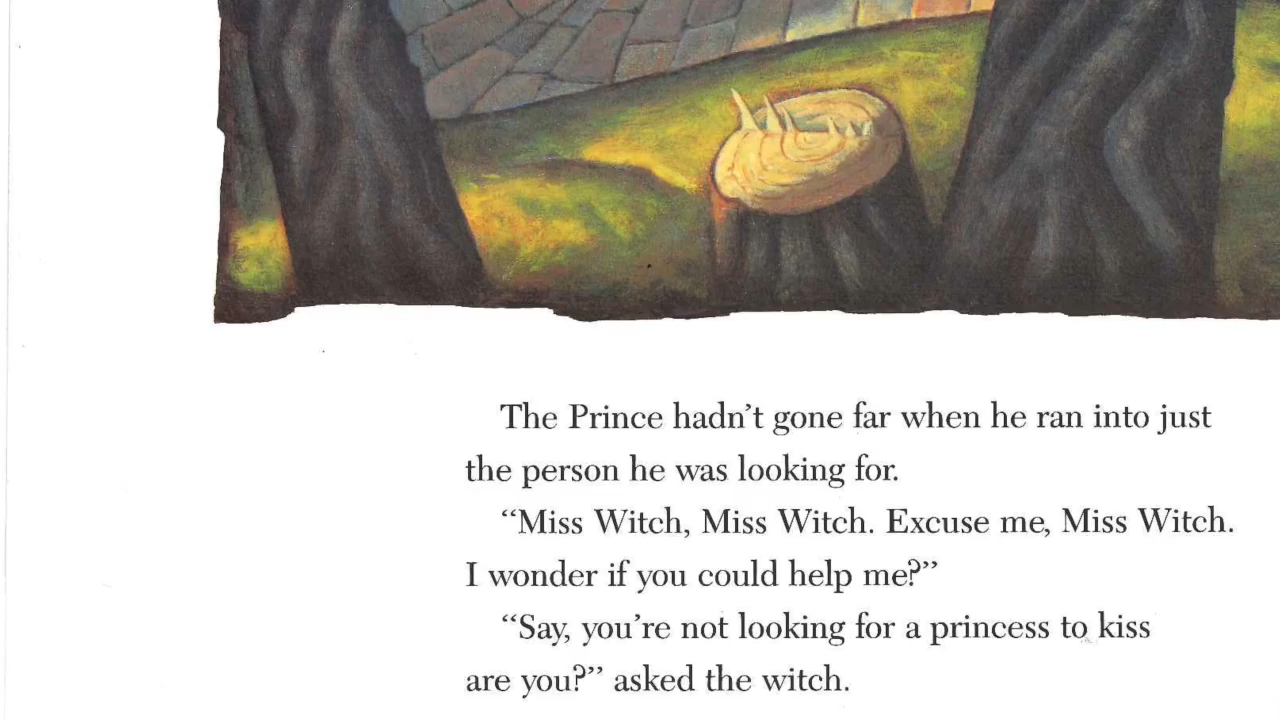 The Prince hadn’t gone far when he ran into just
the person he was looking for.
“Miss Witch, Miss Witch. Excuse me, Miss Witch.
I wonder if you could help me?”
“Say, you’re not looking for a princess to kiss
are you?” asked the witch.